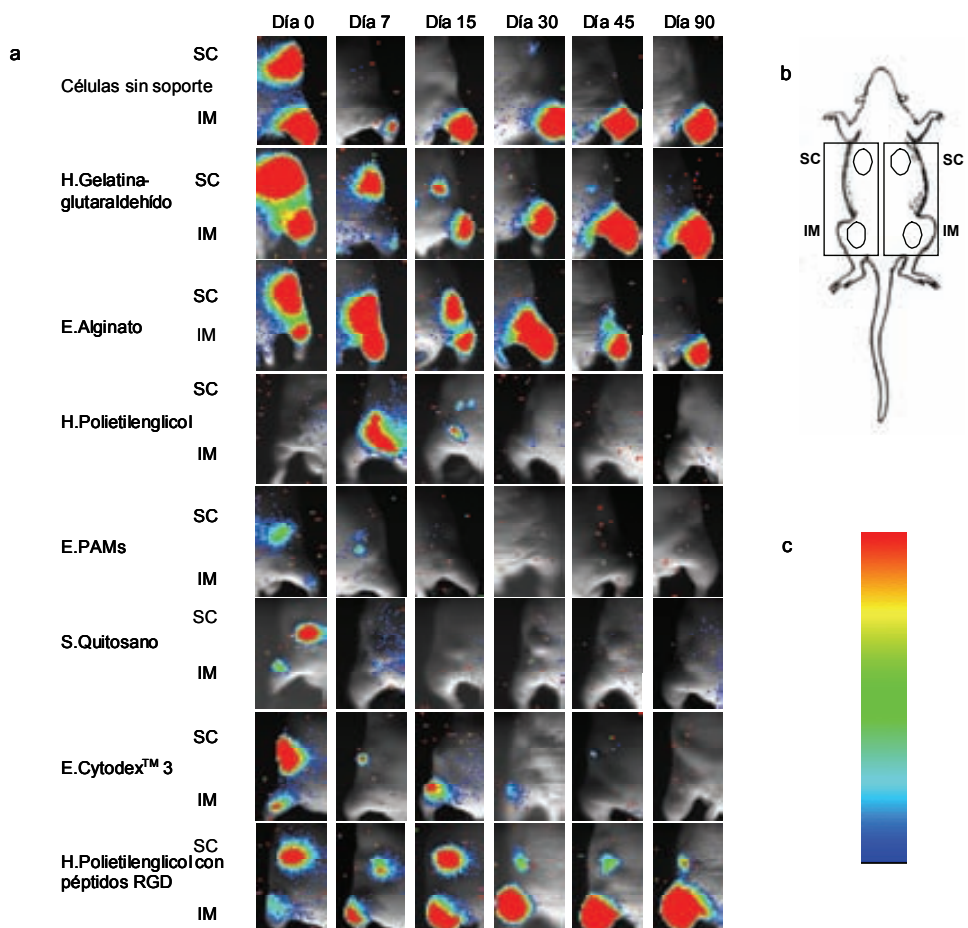 Día 0 Día 7 Día 15 Día 30 Día 45 Día 90
a
SC
Células sin soporte
IM
H.Gelatina-
glutaraldehído
SC
IM
SC
E.Alginato
IM
SC
H.Polietilenglicol
IM
SC
E.PAMs
IM
SC
S.Quitosano
IM
SC
E.Cytodex™ 3
IM
SC
H.Polietilenglicol con
péptidos RGD
IM
b
SC SC
IM IM
c